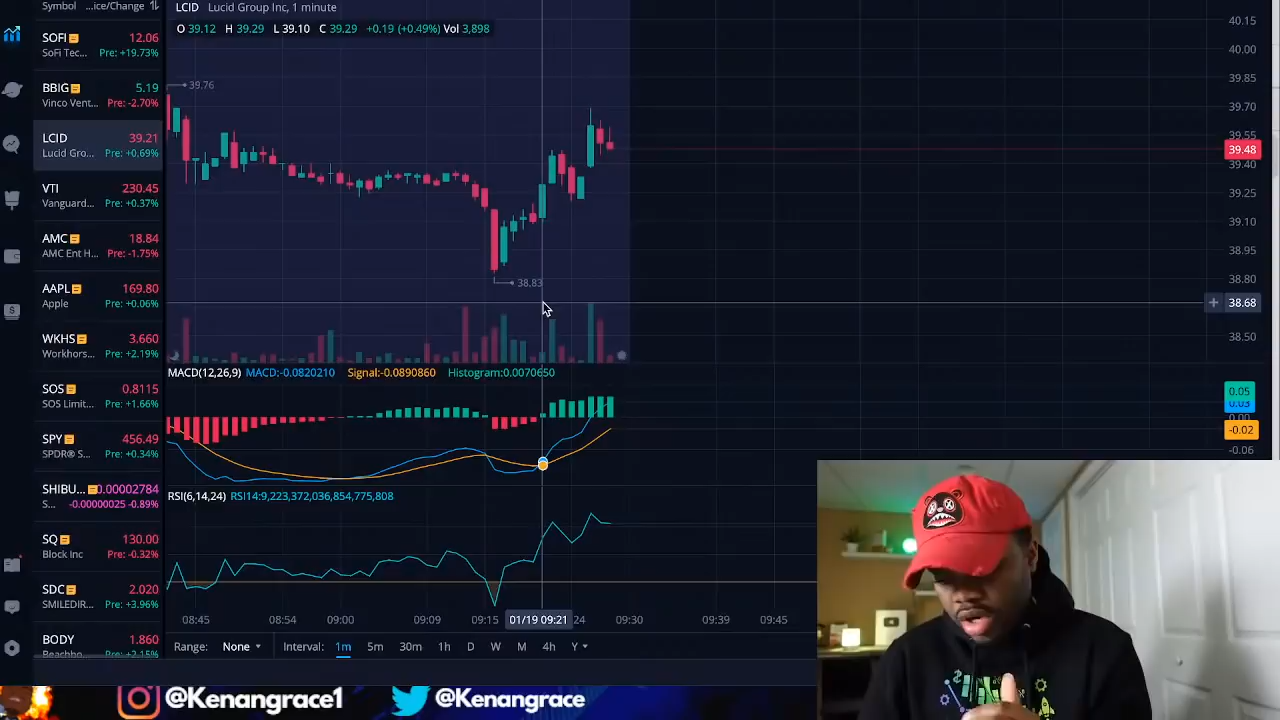 Symbol ...ice/Change
SOFI 12.06
SoFi Tec... Pre: +19.73%
BBIG 5.19
Vinco Vent... Pre: -2.70%
LCID 39.21
Lucid Gro... Pre: +0.69%
VTI 230.45
Vanguard... Pre: +0.37%
AMC 18.84
AMC Ent H... Pre: -1.75%
AAPL 169.80
Apple Pre: +0.06%
WKHS 3.660
Workhors... Pre: +2.19%
SOS 0.8115
SOS Limit... Pre: +1.66%
SPY 456.49
SPDR® S... Pre: +0.34%
SHIBU... 0.00002784
S... -0.00000025 -0.89%
SQ 130.00
Block Inc Pre: -0.32%
SDC 2.020
SMILEDIR... Pre: +3.96%
BODY 1.860
Beachbo... Pre: +2.15%
LCID Lucid Group Inc, 1 minute
O 39.12 H 39.29 L 39.10 C 39.29 +0.19 (+0.49%) Vol 3,898
39.76
38.83
40.15
40.00
39.85
39.70
39.55
39.48
39.40
39.25
39.10
38.95
38.80
38.68
38.50
MACD(12,26,9) MACD:-0.0820210 Signal:-0.0890860 Histogram:0.0070650
0.05
0.03
0.00
-0.02
-0.06
RSI(6,14,24) RSI14:9,223,372,036,854,775,808
08:45 08:54 09:00 09:09 09:15 01/19 09:21 24 09:30 09:39 09:45
Range: None Interval: 1m 5m 30m 1h D W M 4h Y
@Kenangrace1 @Kenangrace